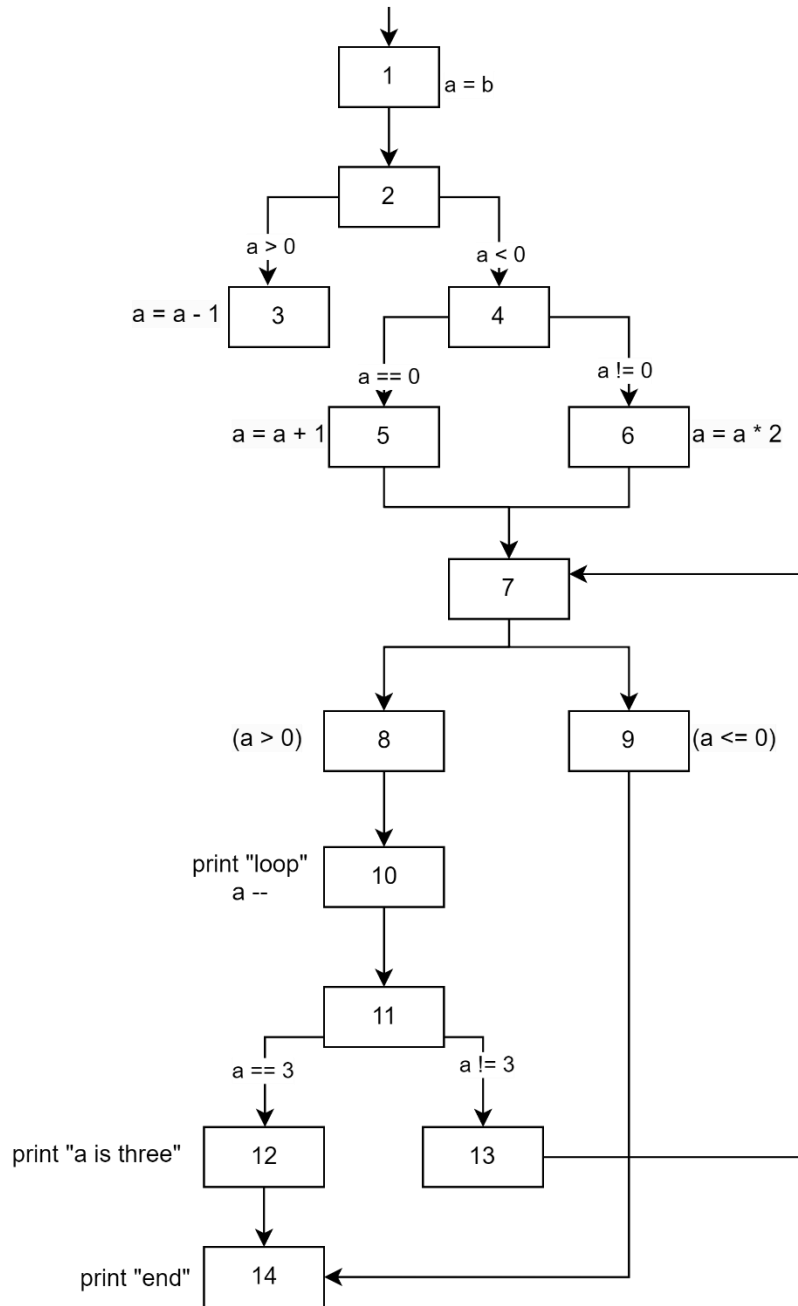 1
a = b
2
a > 0
a < 0
a = a - 1
3
4
a == 0
a != 0
a = a + 1
5
6
a = a * 2
7
(a > 0)
8
9
(a <= 0)
print "loop"
a --
10
11
a == 3
a != 3
print "a is three"
12
13
print "end"
14